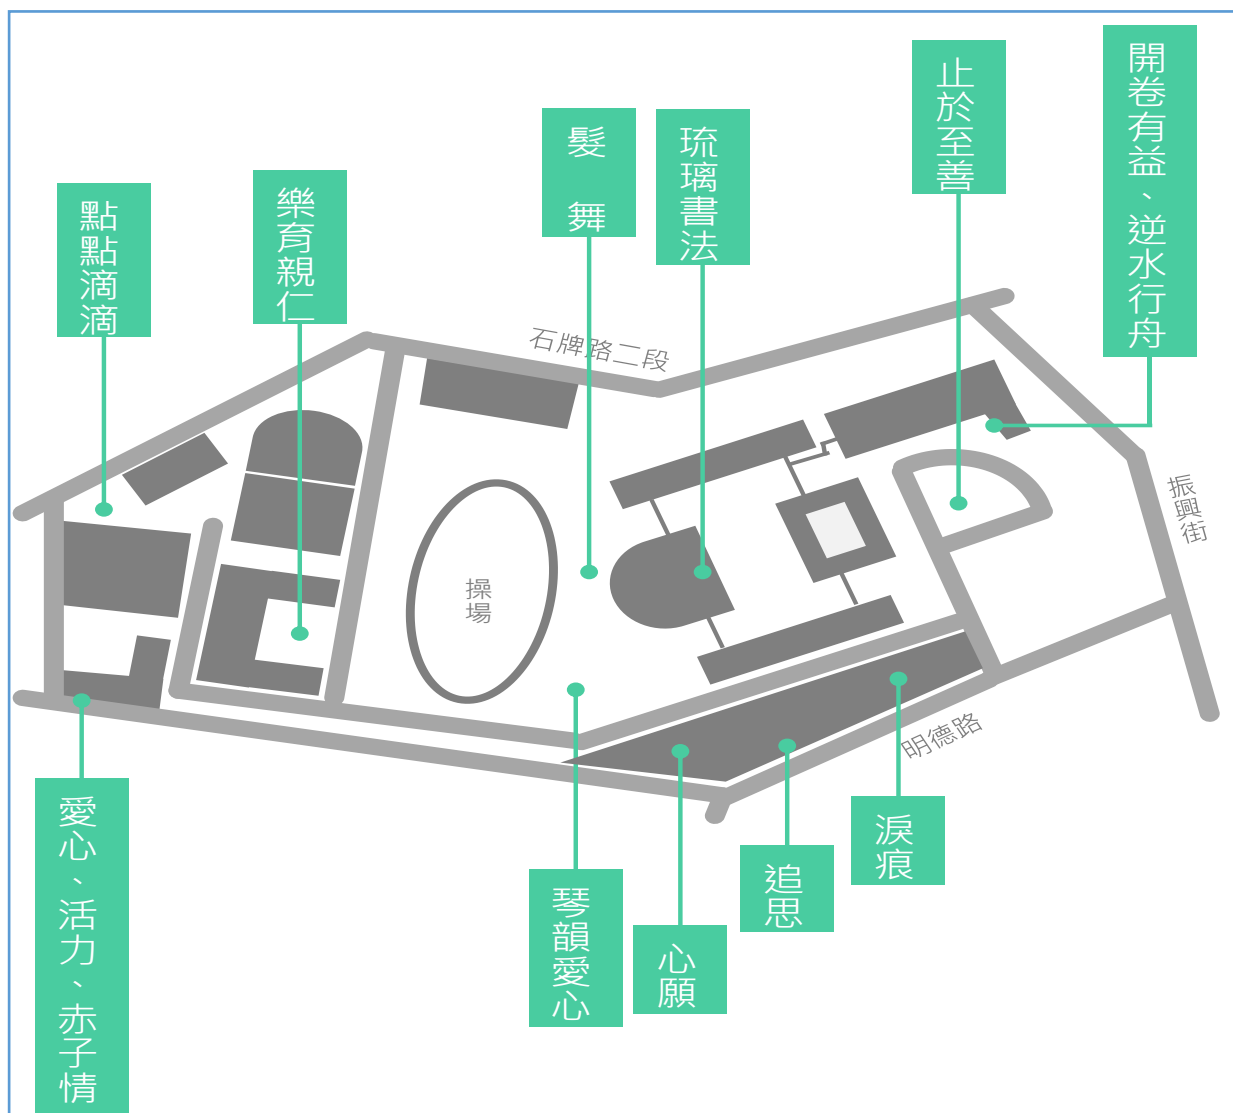 開卷有益、逆水行舟
止於至善
髮舞
琉璃書法
樂育親仁
點點滴滴
石牌路二段
振興街
操場
明德路
淚痕
追思
心願
琴韻愛心
愛心、活力、赤子情